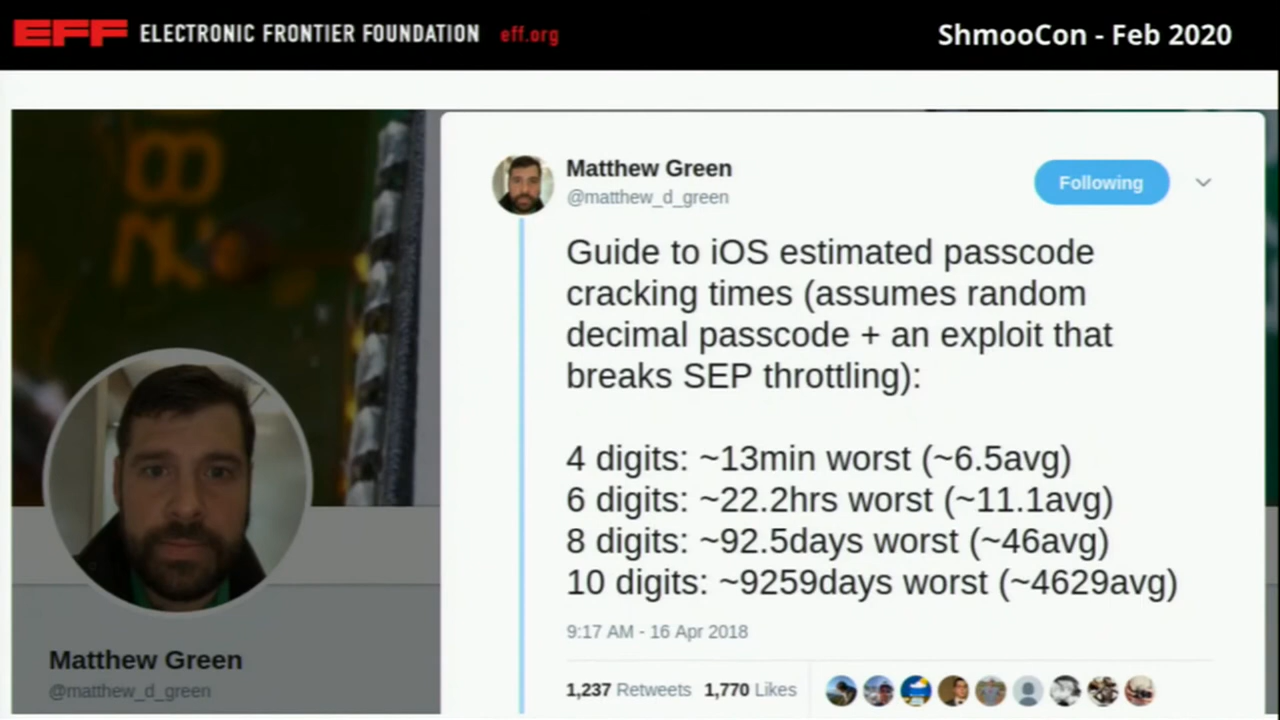 EFF ELECTRONIC FRONTIER FOUNDATION eff.org
ShmooCon - Feb 2020
Matthew Green
@matthew_d_green
Following
Guide to iOS estimated passcode
cracking times (assumes random
decimal passcode + an exploit that
breaks SEP throttling):
4 digits: ~13min worst (~6.5avg)
6 digits: ~22.2hrs worst (~11.1avg)
8 digits: ~92.5days worst (~46avg)
10 digits: ~9259days worst (~4629avg)
9:17 AM - 16 Apr 2018
1,237 Retweets 1,770 Likes
Matthew Green
@matthew_d_green